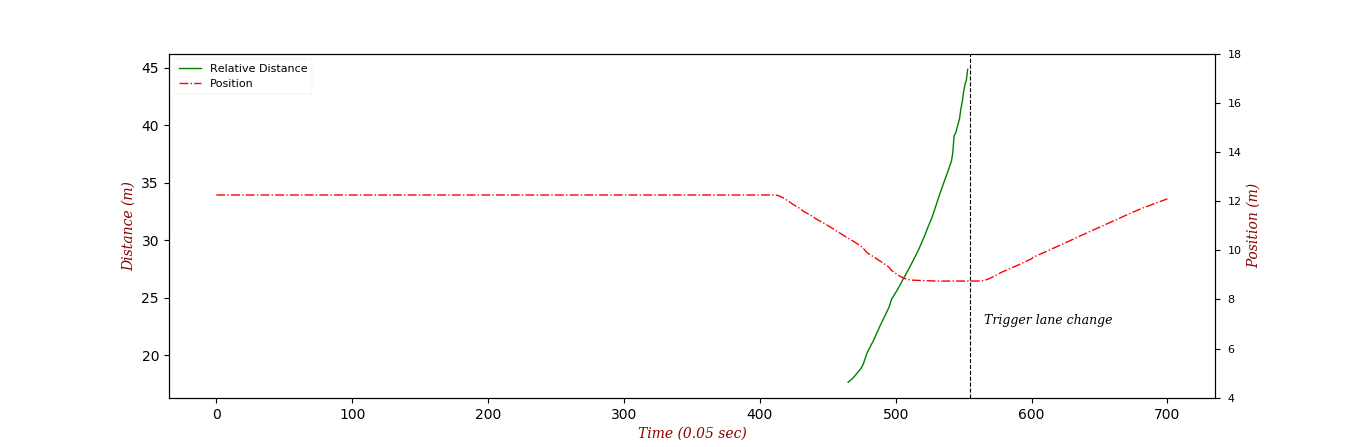 Relative Distance
Position
45
40
35
30
25
20
Distance (m)
18
16
14
12
10
8
6
4
Position (m)
Trigger lane change
0 100 200 300 400 500 600 700
Time (0.05 sec)